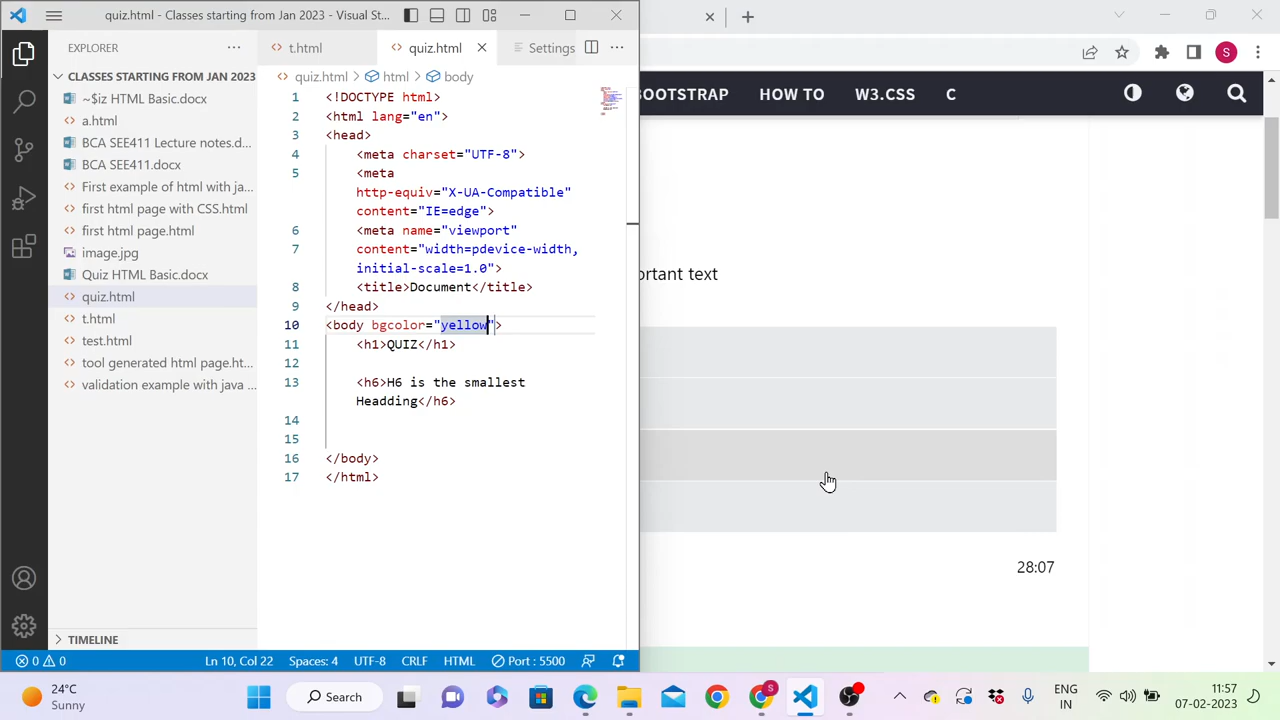 quiz.html - Classes starting from Jan 2023 - Visual St...
EXPLORER
CLASSES STARTING FROM JAN 2023
~$iz HTML Basic.docx
a.html
BCA SEE411 Lecture notes.d...
BCA SEE411.docx
First example of html with ja...
first html page with CSS.html
first html page.html
image.jpg
Quiz HTML Basic.docx
quiz.html
t.html
test.html
tool generated html page.ht...
validation example with java ...
TIMELINE
t.html
quiz.html
Settings
quiz.html > html > body
1 <!DOCTYPE html>
2 <html lang="en">
3 <head>
4 <meta charset="UTF-8">
5 <meta
http-equiv="X-UA-Compatible"
content="IE=edge">
6 <meta name="viewport"
7 content="width=pdevice-width,
initial-scale=1.0">
8 <title>Document</title>
9 </head>
10 <body bgcolor="yellow">
11 <h1>QUIZ</h1>
12
13 <h6>H6 is the smallest
Headding</h6>
14
15
16 </body>
17 </html>
0 0 Ln 10, Col 22 Spaces: 4 UTF-8 CRLF HTML Port : 5500
S
BOOTSTRAP HOW TO W3.CSS C
ortant text
28:07
24°C
Sunny
Search
S
ENG
IN
11:57
07-02-2023